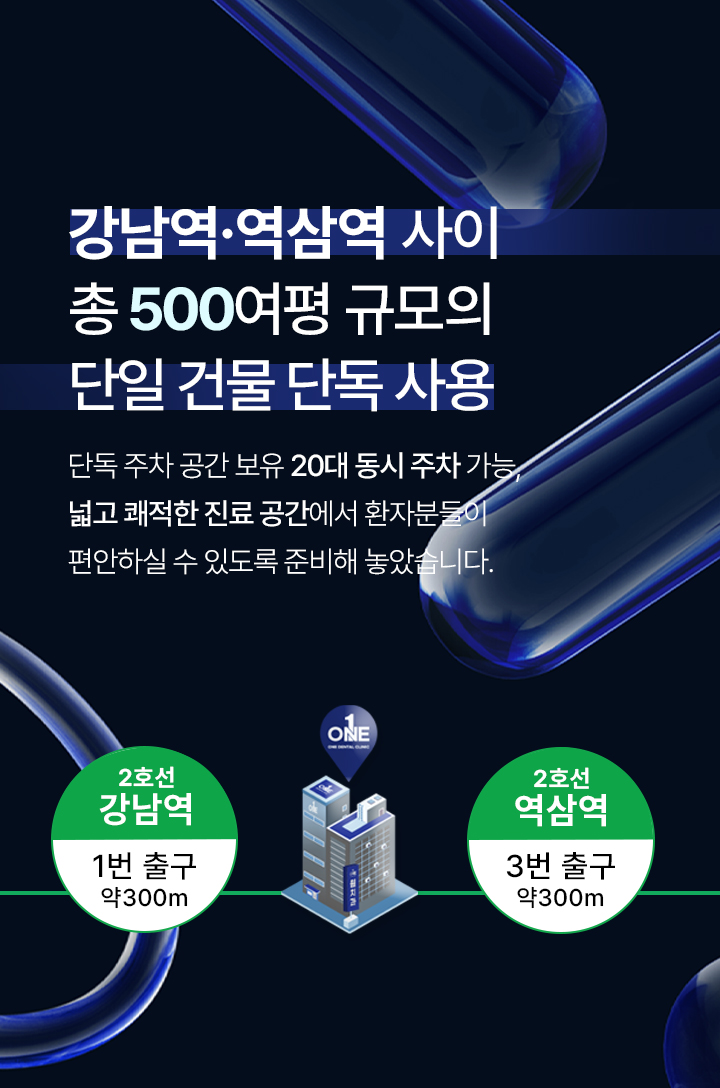 강남역·역삼역 사이
총 500여평 규모의
단일 건물 단독 사용
단독 주차 공간 보유 20대 동시 주차 가능,
넓고 쾌적한 진료 공간에서 환자분들이
편안하실 수 있도록 준비해 놓았습니다.
1
ONE
ONE DENTAL CLINIC
2호선
강남역
1번 출구
약300m
2호선
역삼역
3번 출구
약300m